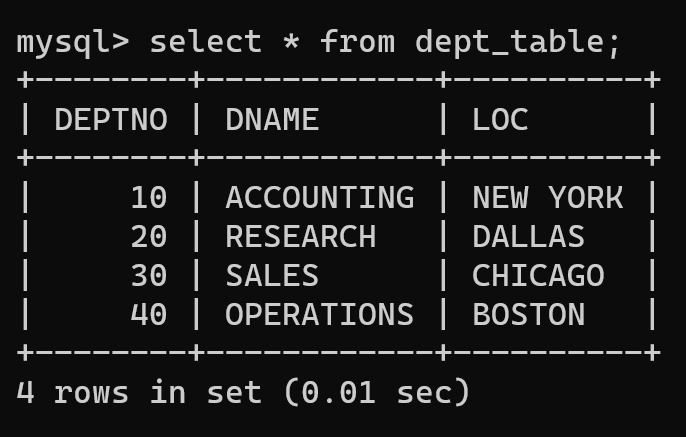 mysql> select * from dept_table;
+--------+------------+----------+
| DEPTNO | DNAME      | LOC      |
+--------+------------+----------+
|     10 | ACCOUNTING | NEW YORK |
|     20 | RESEARCH   | DALLAS   |
|     30 | SALES      | CHICAGO  |
|     40 | OPERATIONS | BOSTON   |
+--------+------------+----------+
4 rows in set (0.01 sec)